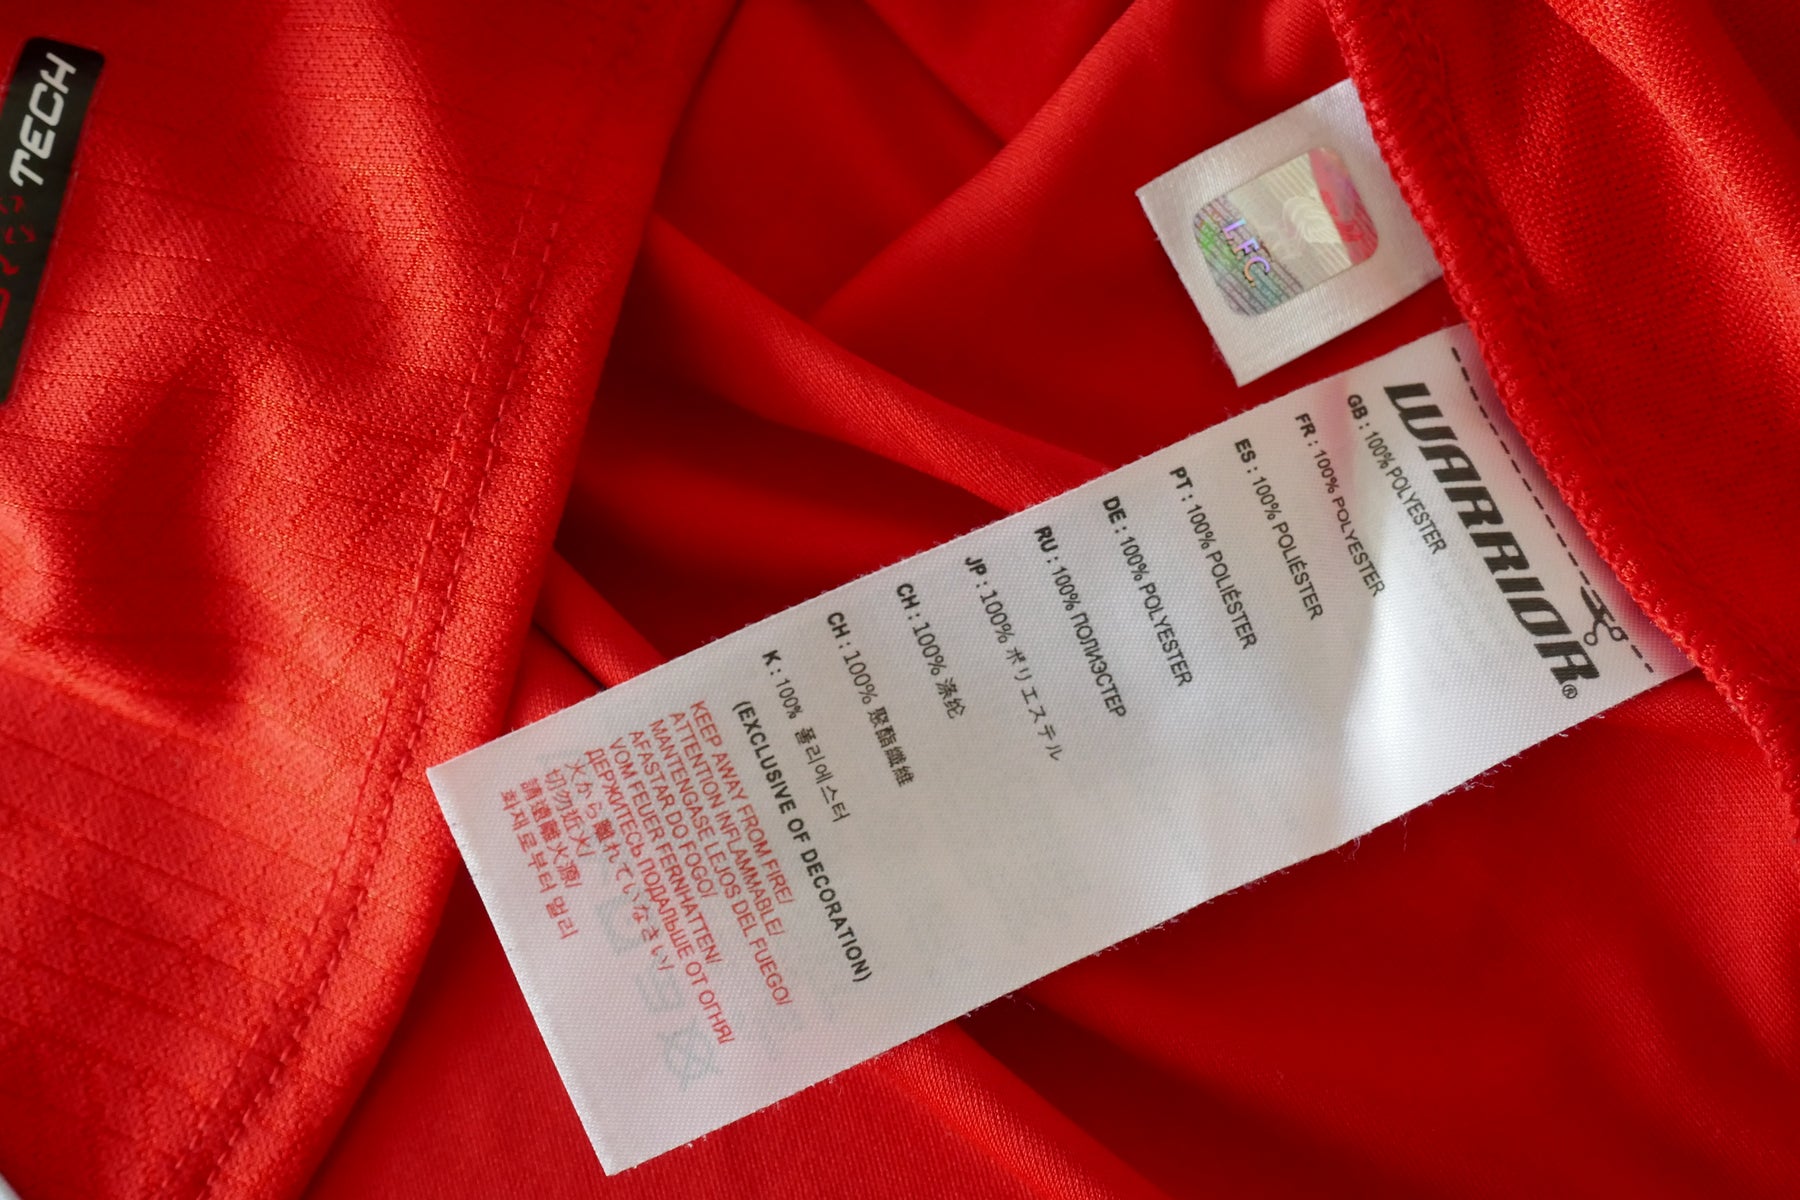 TECH
LFC
WARRIOR®
GB : 100% POLYESTER
FR : 100% POLYESTER
ES : 100% POLIÉSTER
PT : 100% POLIÉSTER
DE : 100% POLYESTER
RU : 100% ПОЛИЭСТЕР
JP : 100% ポリエステル
CH : 100% 涤纶
CH : 100% 聚酯纖維
K : 100% 폴리에스터
(EXCLUSIVE OF DECORATION)
KEEP AWAY FROM FIRE/
ATTENTION INFLAMMABLE/
MANTENGASE LEJOS DEL FUEGO/
AFASTAR DO FOGO/
VOM FEUER FERNHATTEN/
ДЕРЖИТЕСЬ ПОДАЛЬШЕ ОТ ОГНЯ/
火から離れていなさい/
切勿近火/
請遠離火源/
화재로부터 멀리